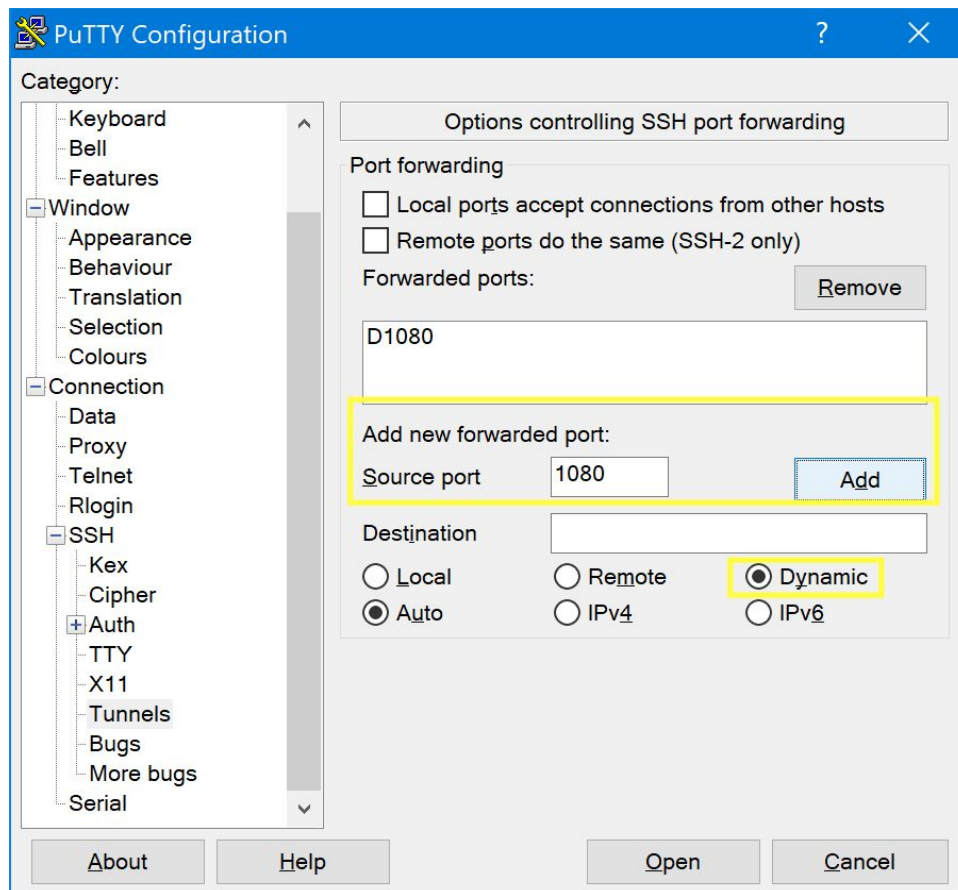 PuTTY Configuration
Category:
Keyboard
Bell
Features
Window
Appearance
Behaviour
Translation
Selection
Colours
Connection
Data
Proxy
Telnet
Rlogin
SSH
Kex
Cipher
Auth
TTY
X11
Tunnels
Bugs
More bugs
Serial
Options controlling SSH port forwarding
Port forwarding
Local ports accept connections from other hosts
Remote ports do the same (SSH-2 only)
Forwarded ports:
Remove
D1080
Add new forwarded port:
Source port 1080 Add
Destination
Local Remote Dynamic
Auto IPv4 IPv6
About Help Open Cancel